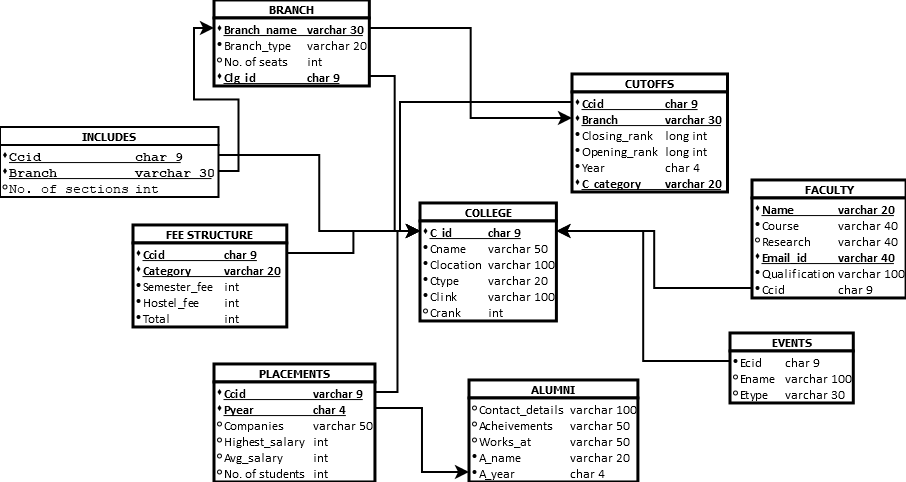 BRANCH
Branch_name varchar 30
Branch_type varchar 20
No. of seats int
Clg_id char 9
CUTOFFS
Ccid char 9
Branch varchar 30
Closing_rank long int
Opening_rank long int
Year char 4
C_category varchar 20
INCLUDES
Ccid char 9
Branch varchar 30
No. of sections int
FACULTY
Name varchar 20
Course varchar 40
Research varchar 40
Email_id varchar 40
Qualification varchar 100
Ccid char 9
COLLEGE
C_id char 9
Cname varchar 50
Clocation varchar 100
Ctype varchar 20
Clink varchar 100
Crank int
FEE STRUCTURE
Ccid char 9
Category varchar 20
Semester_fee int
Hostel_fee int
Total int
EVENTS
Ecid char 9
Ename varchar 100
Etype varchar 30
PLACEMENTS
Ccid varchar 9
Pyear char 4
Companies varchar 50
Highest_salary int
Avg_salary int
No. of students int
ALUMNI
Contact_details varchar 100
Acheivements varchar 50
Works_at varchar 50
A_name varchar 20
A_year char 4